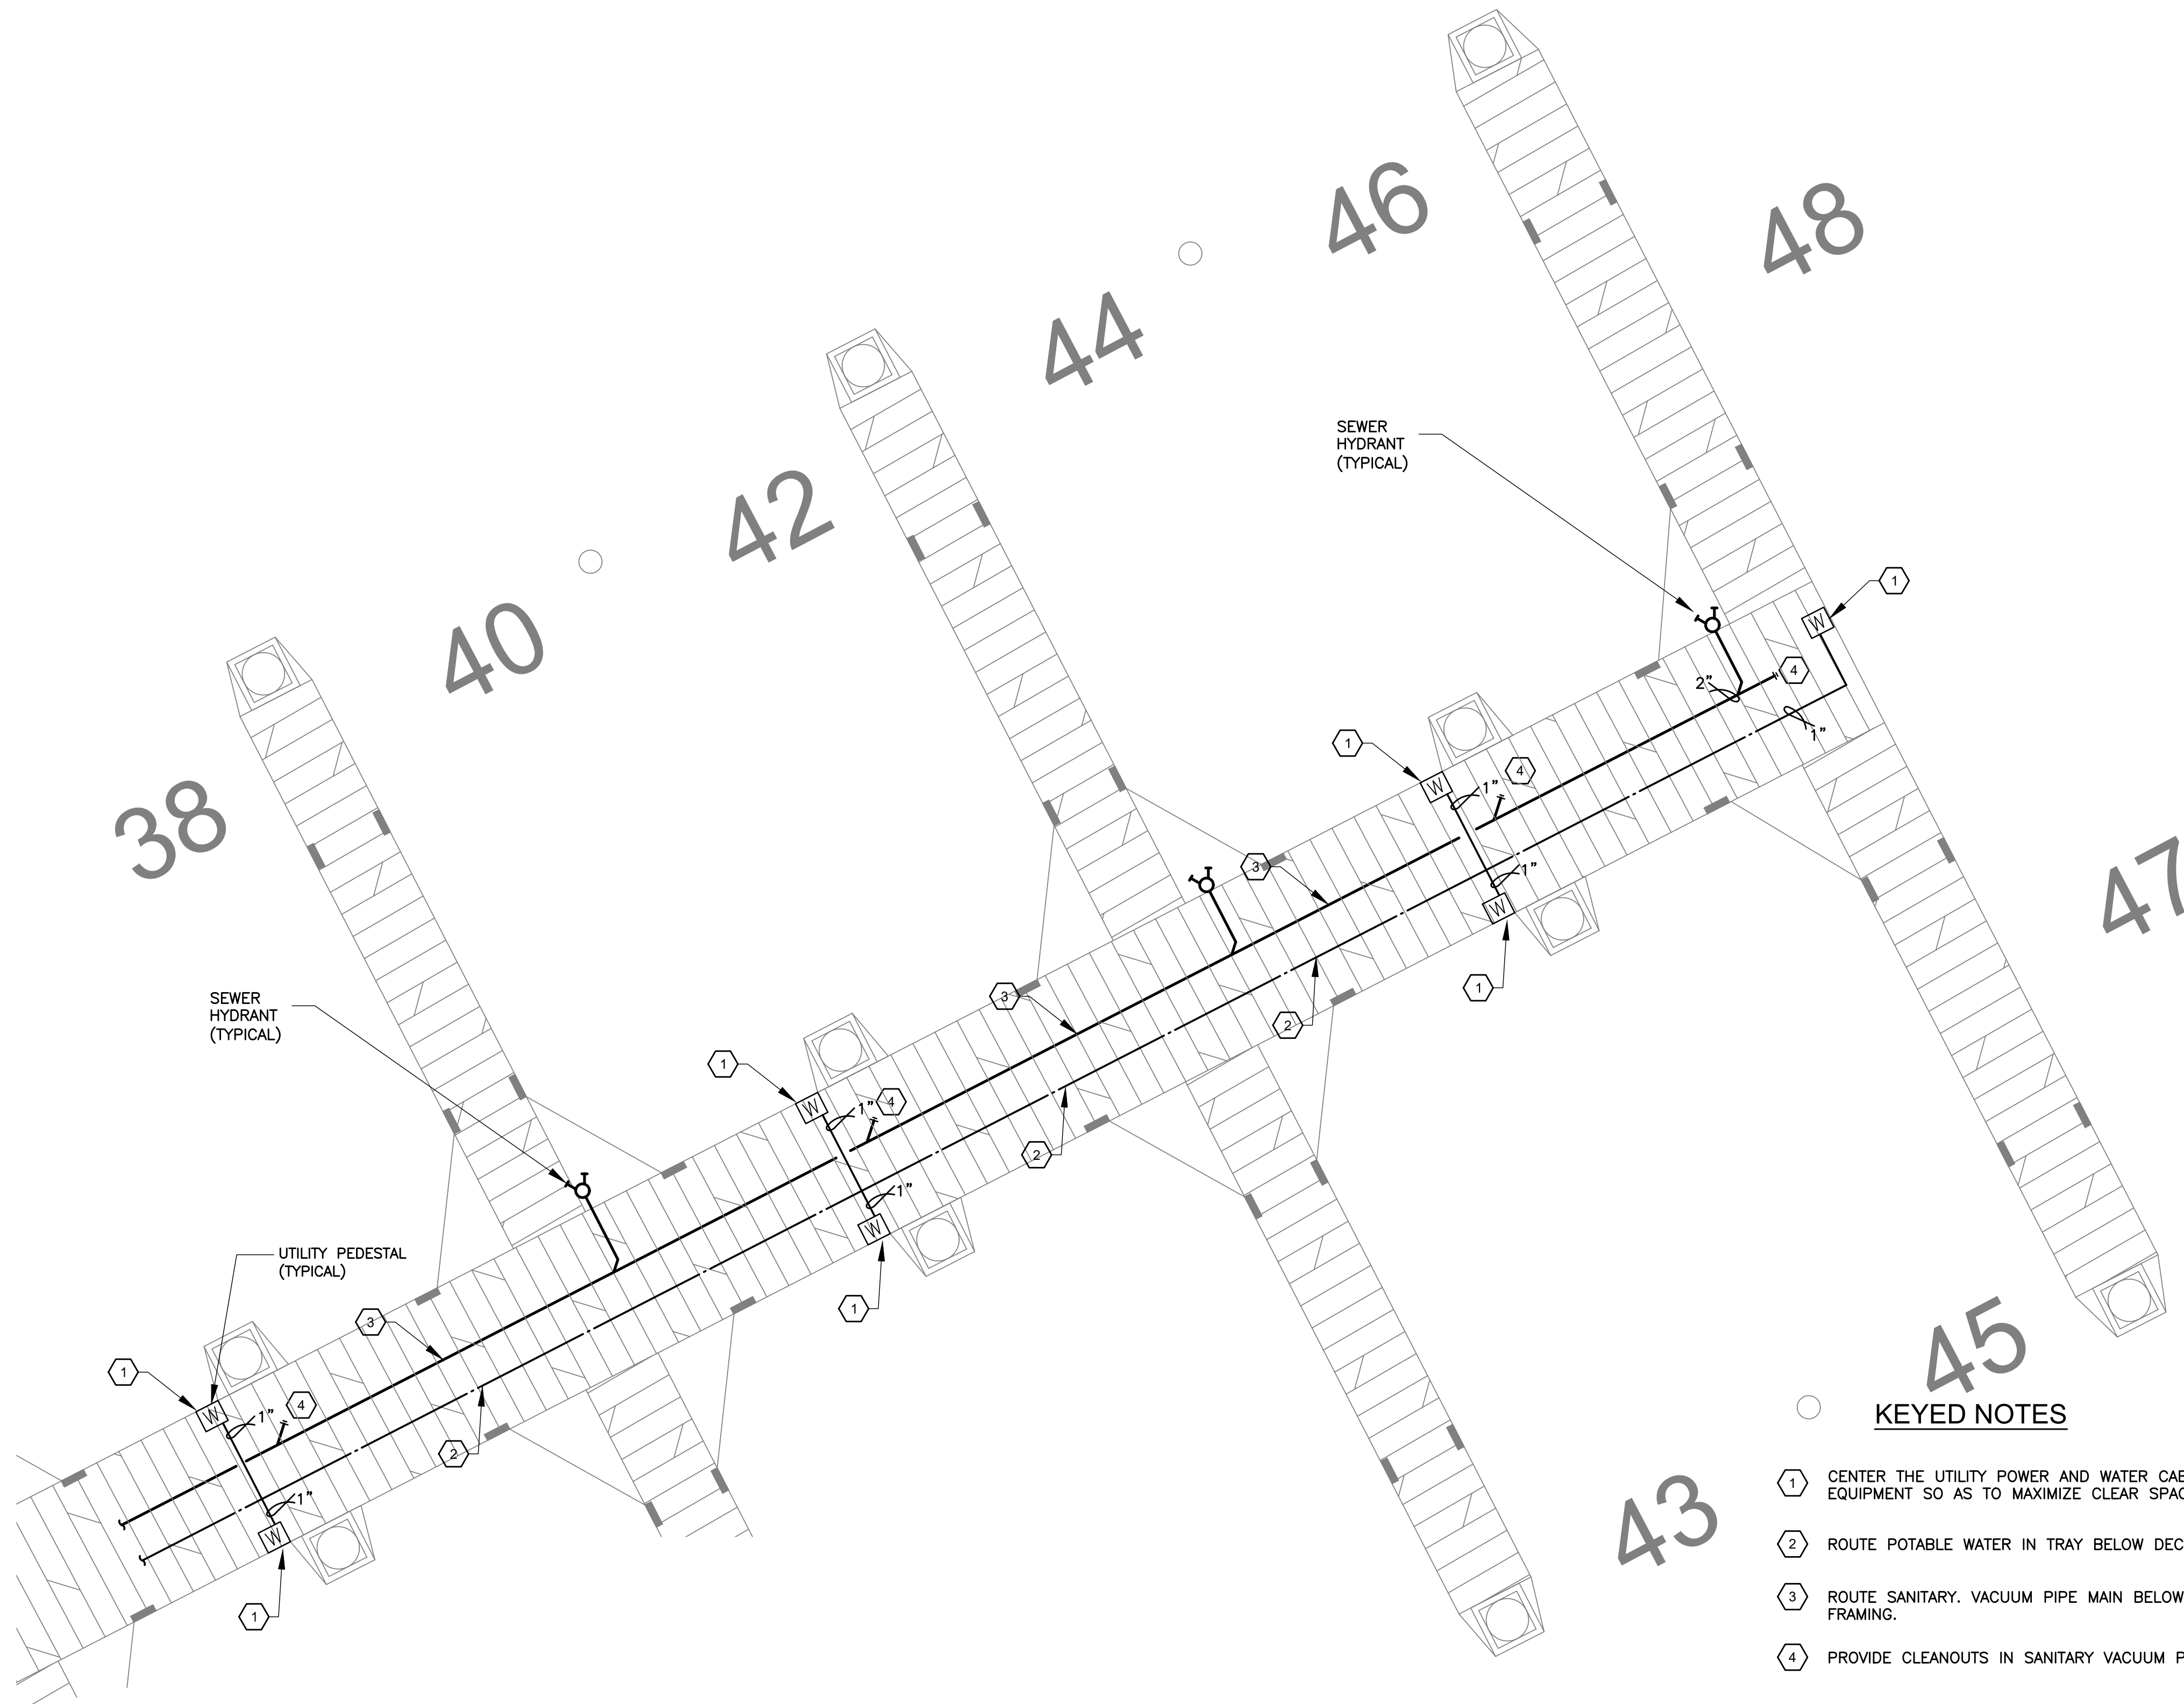 46
48
44
SEWER
HYDRANT
(TYPICAL)
42
1
40
4
2"
1"
1
4
1"
38
47
3
1"
1
SEWER
HYDRANT
(TYPICAL)
3
2
1
4
1"
2
1"
UTILITY PEDESTAL
(TYPICAL)
1
3
45
1
4
1"
KEYED NOTES
2
1"
43
1
1 CENTER THE UTILITY POWER AND WATER
EQUIPMENT SO AS TO MAXIMIZE CLEAR
2 ROUTE POTABLE WATER IN TRAY BELOW
3 ROUTE SANITARY. VACUUM PIPE MAIN BELOW
FRAMING.
4 PROVIDE CLEANOUTS IN SANITARY VACUUM
W
W
W
W
W
W
W